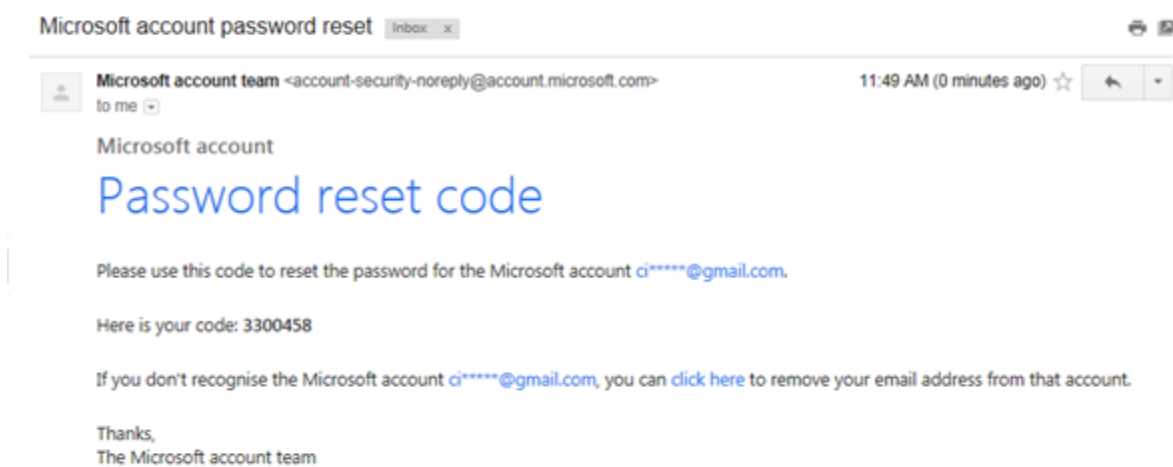 Microsoft account password reset Inbox x
Microsoft account team <account-security-noreply@account.microsoft.com> 11:49 AM (0 minutes ago)
to me
Microsoft account
Password reset code
Please use this code to reset the password for the Microsoft account ci*****@gmail.com.
Here is your code: 3300458
If you don't recognise the Microsoft account ci*****@gmail.com, you can click here to remove your email address from that account.
Thanks,
The Microsoft account team